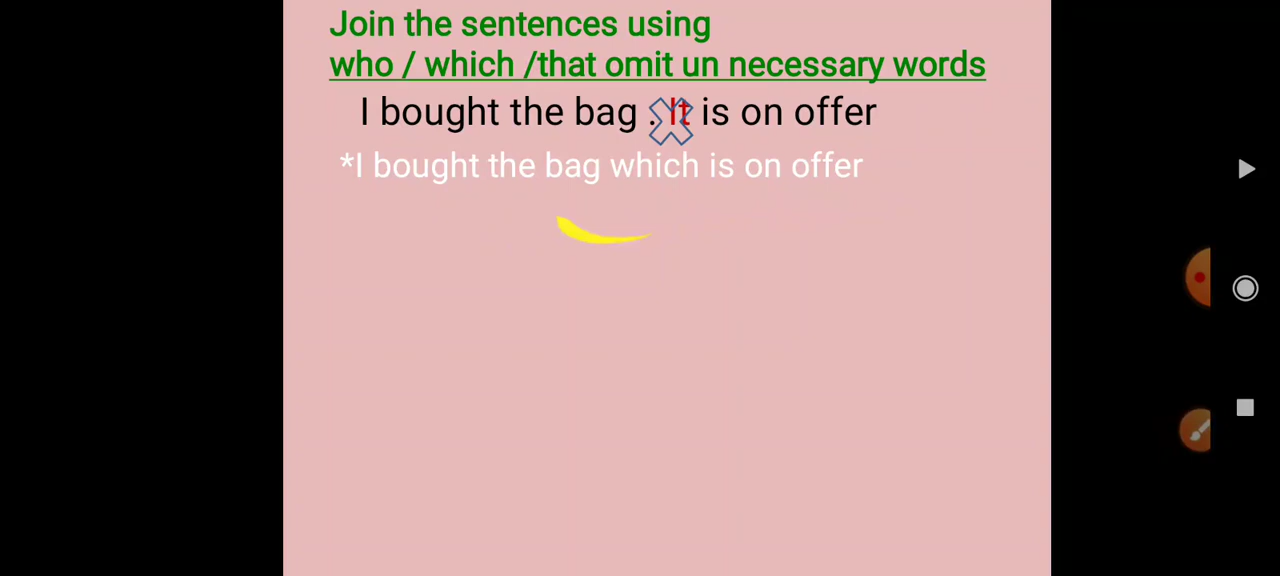 Join the sentences using
who / which /that omit un necessary words
I bought the bag . It is on offer
*I bought the bag which is on offer